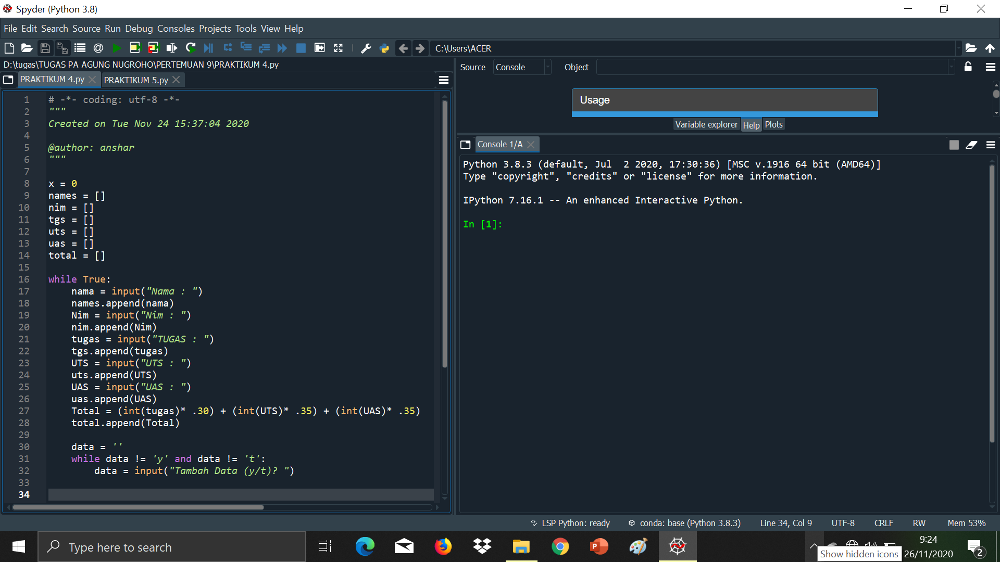 Spyder (Python 3.8)
File Edit Search Source Run Debug Consoles Projects Tools View Help
C:\Users\ACER
D:\tugas\TUGAS PA AGUNG NUGROHO\PERTEMUAN 9\PRAKTIKUM 4.py
PRAKTIKUM 4.py PRAKTIKUM 5.py
1 # -*- coding: utf-8 -*-
2 """
3 Created on Tue Nov 24 15:37:04 2020
4
5 @author: anshar
6 """
7
8 x = 0
9 names = []
10 nim = []
11 tgs = []
12 uts = []
13 uas = []
14 total = []
15
16 while True:
17     nama = input("Nama : ")
18     names.append(nama)
19     Nim = input("Nim : ")
20     nim.append(Nim)
21     tugas = input("TUGAS : ")
22     tgs.append(tugas)
23     UTS = input("UTS : ")
24     uts.append(UTS)
25     UAS = input("UAS : ")
26     uas.append(UAS)
27     Total = (int(tugas)* .30) + (int(UTS)* .35) + (int(UAS)* .35)
28     total.append(Total)
29
30     data = ''
31     while data != 'y' and data != 't':
32         data = input("Tambah Data (y/t)? ")
33
34
Source Console Object
Usage
Variable explorer Help Plots
Console 1/A
Python 3.8.3 (default, Jul  2 2020, 17:30:36) [MSC v.1916 64 bit (AMD64)]
Type "copyright", "credits" or "license" for more information.
IPython 7.16.1 -- An enhanced Interactive Python.
In [1]:
LSP Python: ready conda: base (Python 3.8.3) Line 34, Col 9 UTF-8 CRLF RW Mem 53%
Type here to search
Show hidden icons
9:24
26/11/2020
2